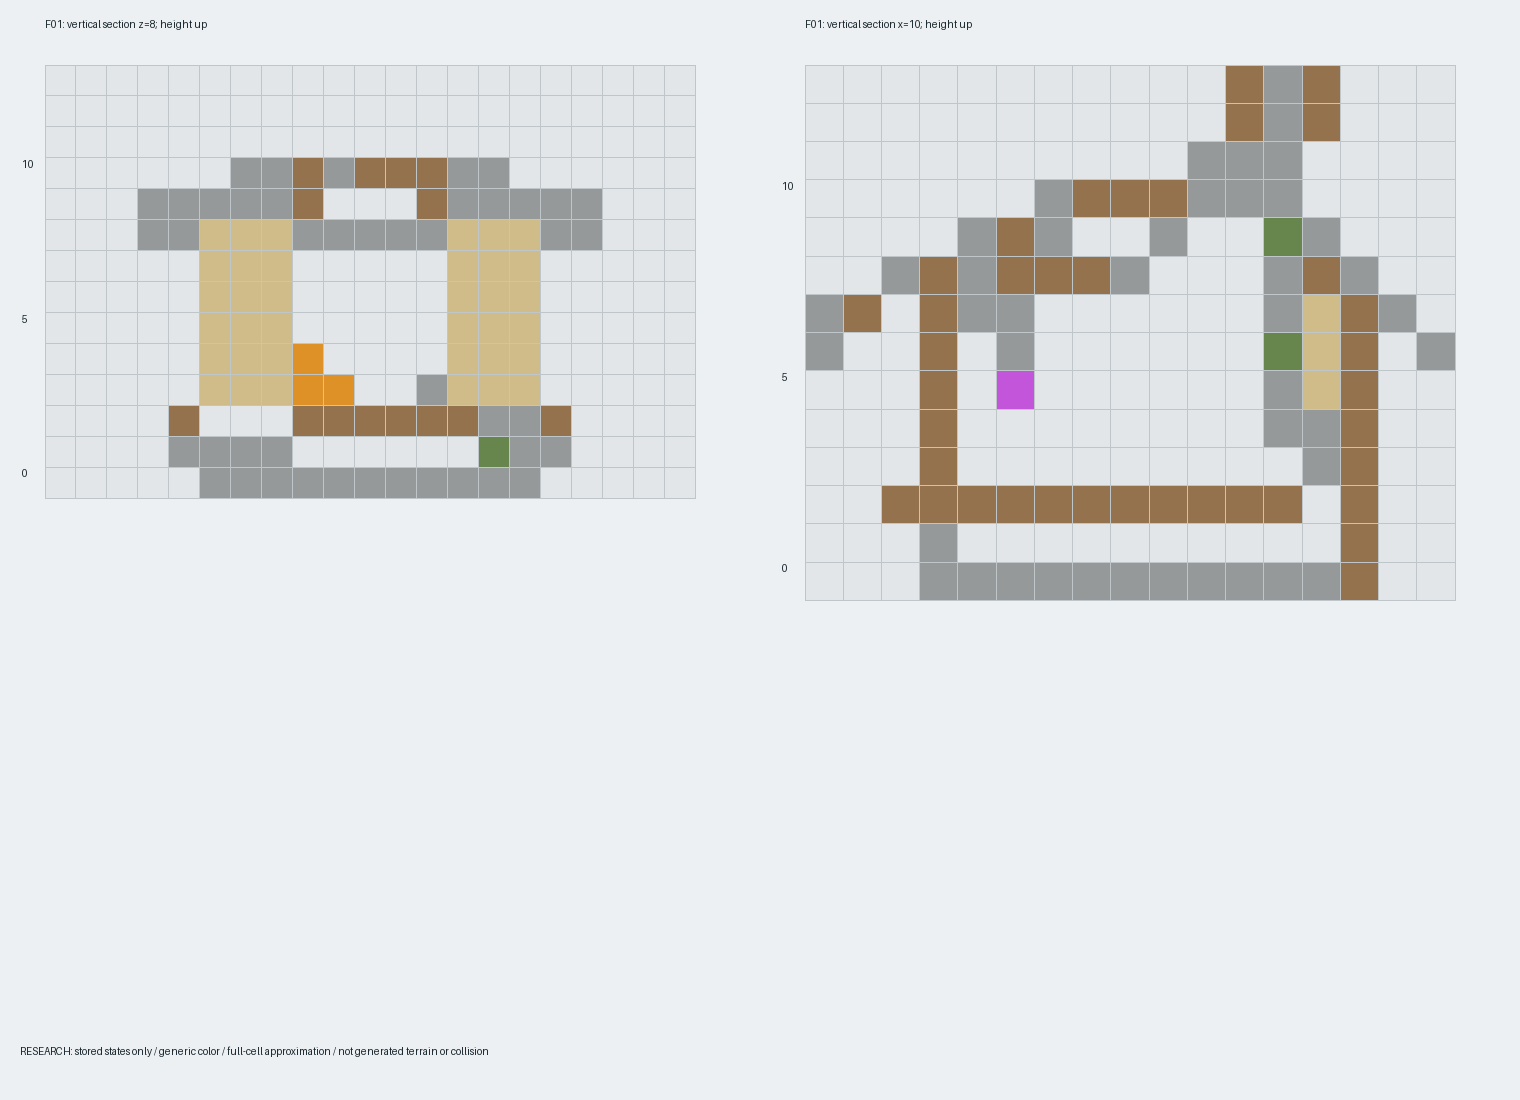 F01: vertical section z=8; height up
F01: vertical section x=10; height up
10
5
0
10
5
0
RESEARCH: stored states only / generic color / full-cell approximation / not generated terrain or collision